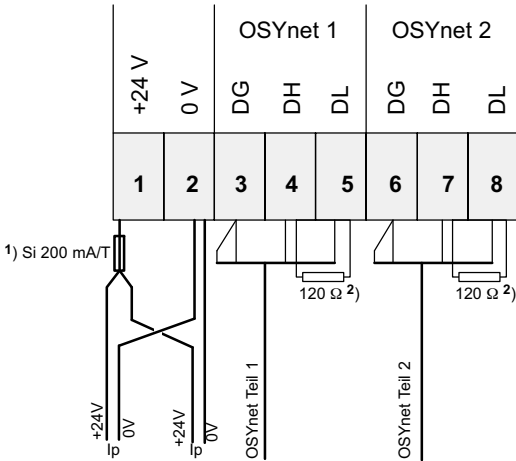 OSYnet 1 OSYnet 2
+24 V 0 V DG DH DL DG DH DL
1 2 3 4 5 6 7 8
1) Si 200 mA/T
120 Ω 2) 120 Ω 2)
OSYnet Teil 1
OSYnet Teil 2
+24V 0V +24V 0V
Ip Ip